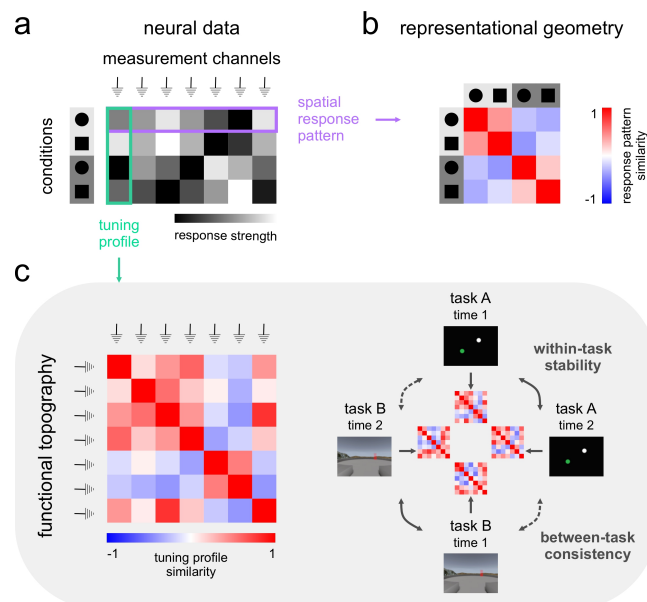 a
neural data
measurement channels
conditions
spatial
response
pattern
response strength
tuning
profile
b
representational geometry
1
-1
response pattern
similarity
c
functional topography
-1
1
tuning profile
similarity
task A
time 1
within-task
stability
task B
time 2
task A
time 2
task B
time 1
between-task
consistency